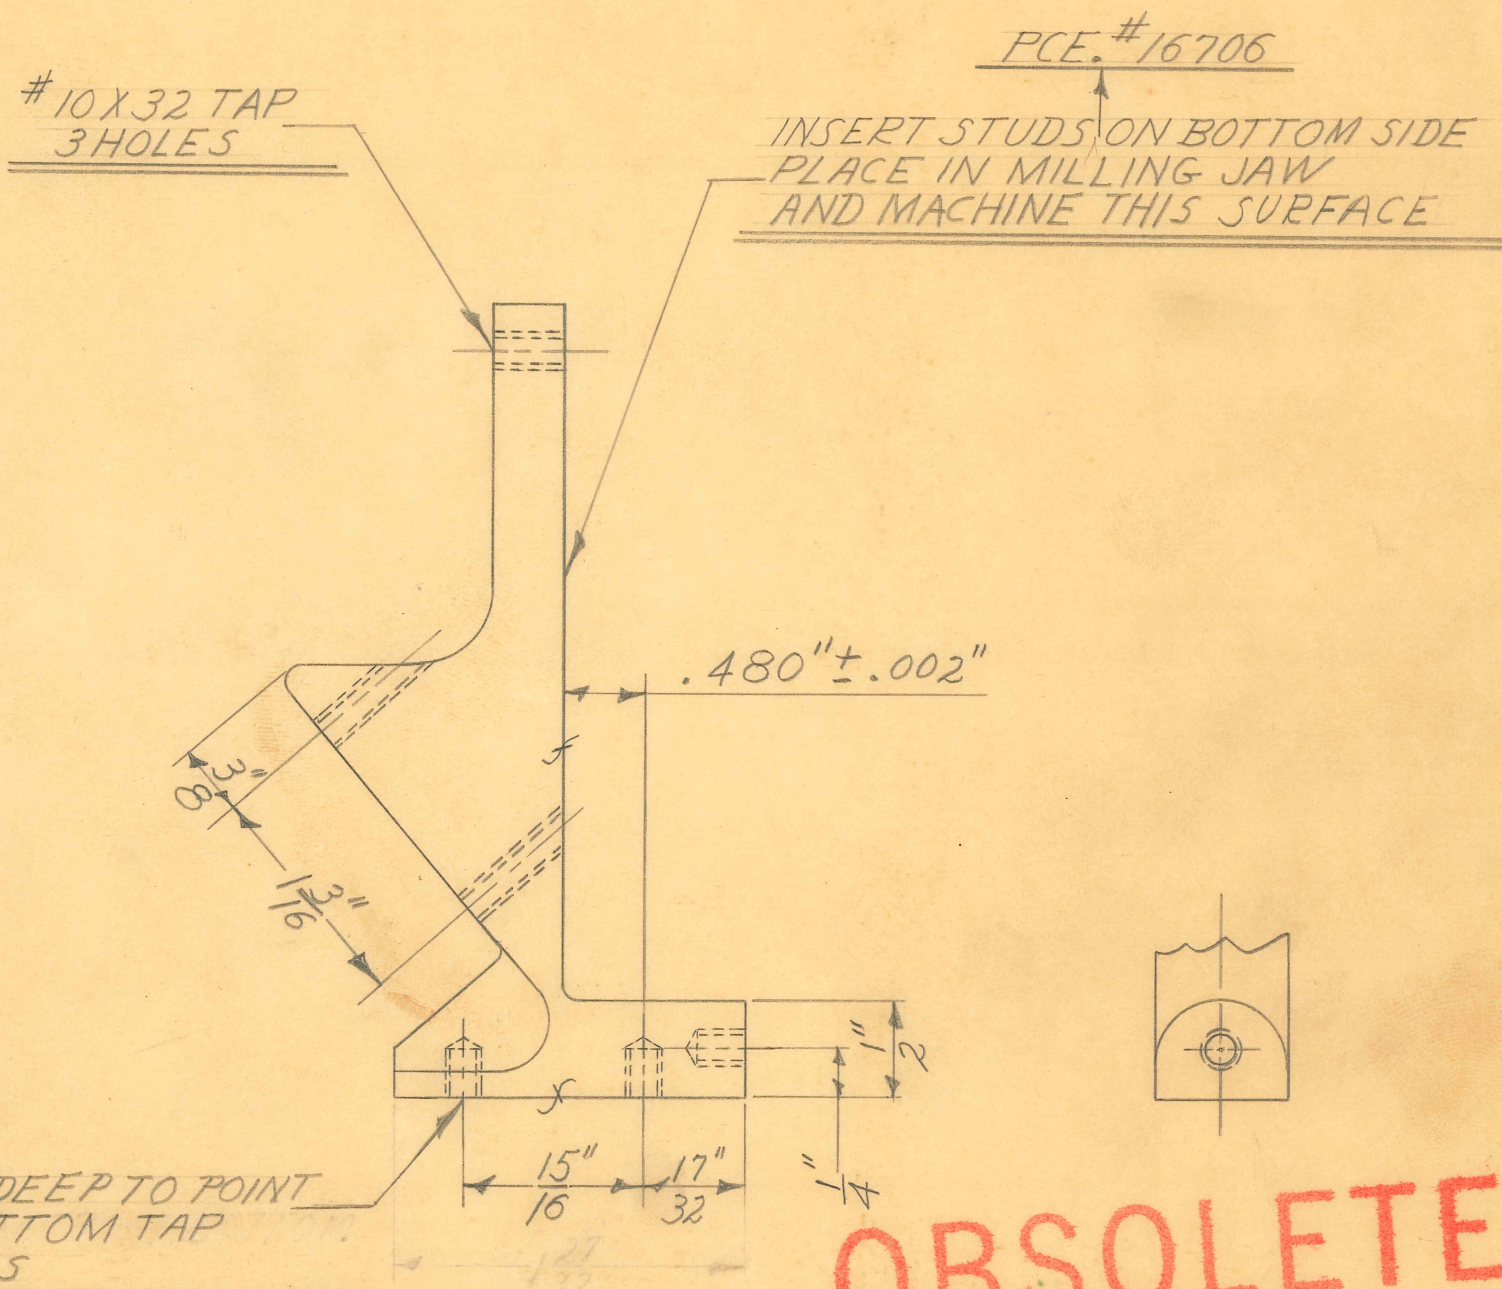 PCE. #16706
#10X32 TAP
3 HOLES
INSERT STUDS ON BOTTOM SIDE
PLACE IN MILLING JAW
AND MACHINE THIS SURFACE
.480" ± .002"
3"
8
1 3"
16
1"
2
15"
16
17"
32
1"
4
DEEP TO POINT
TTOM TAP
S
OBSOLETE